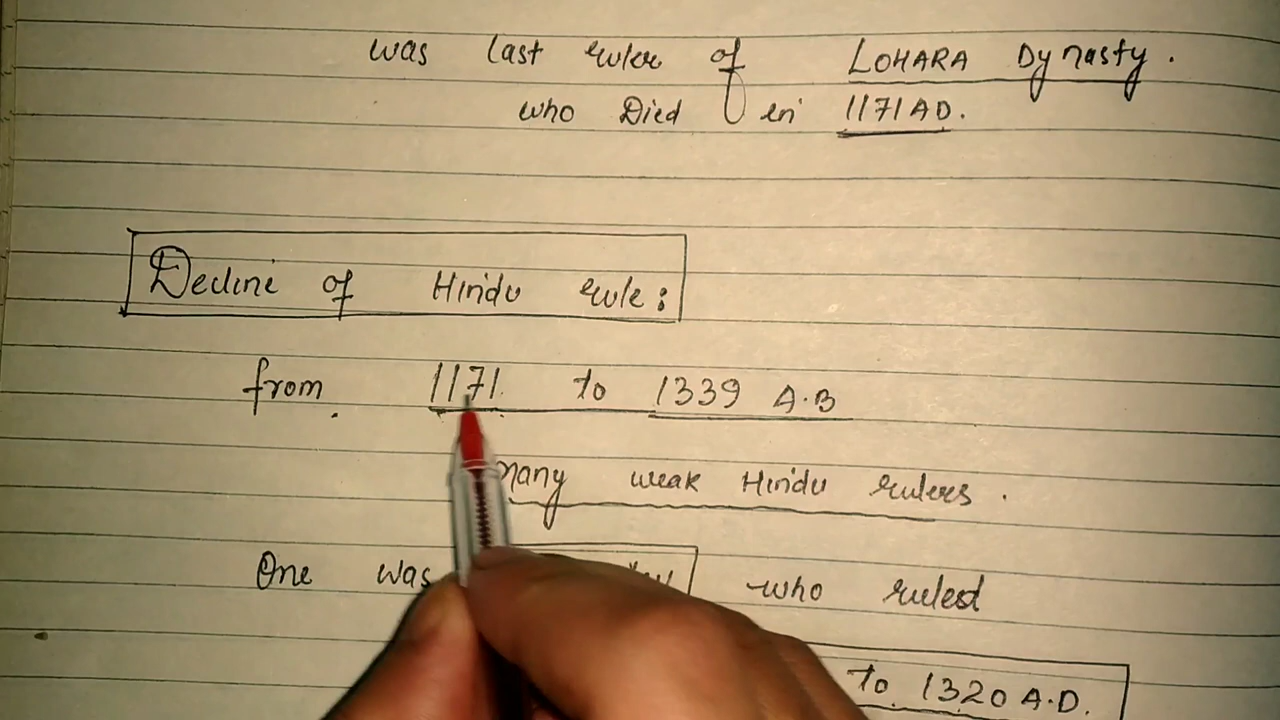 was last ruler of LOHARA Dynasty.
who Died in 1171 AD.
Decline of Hindu rule:
from 1171 to 1339 A.B
many weak Hindu rulers.
One was who ruled
to 1320 A.D.